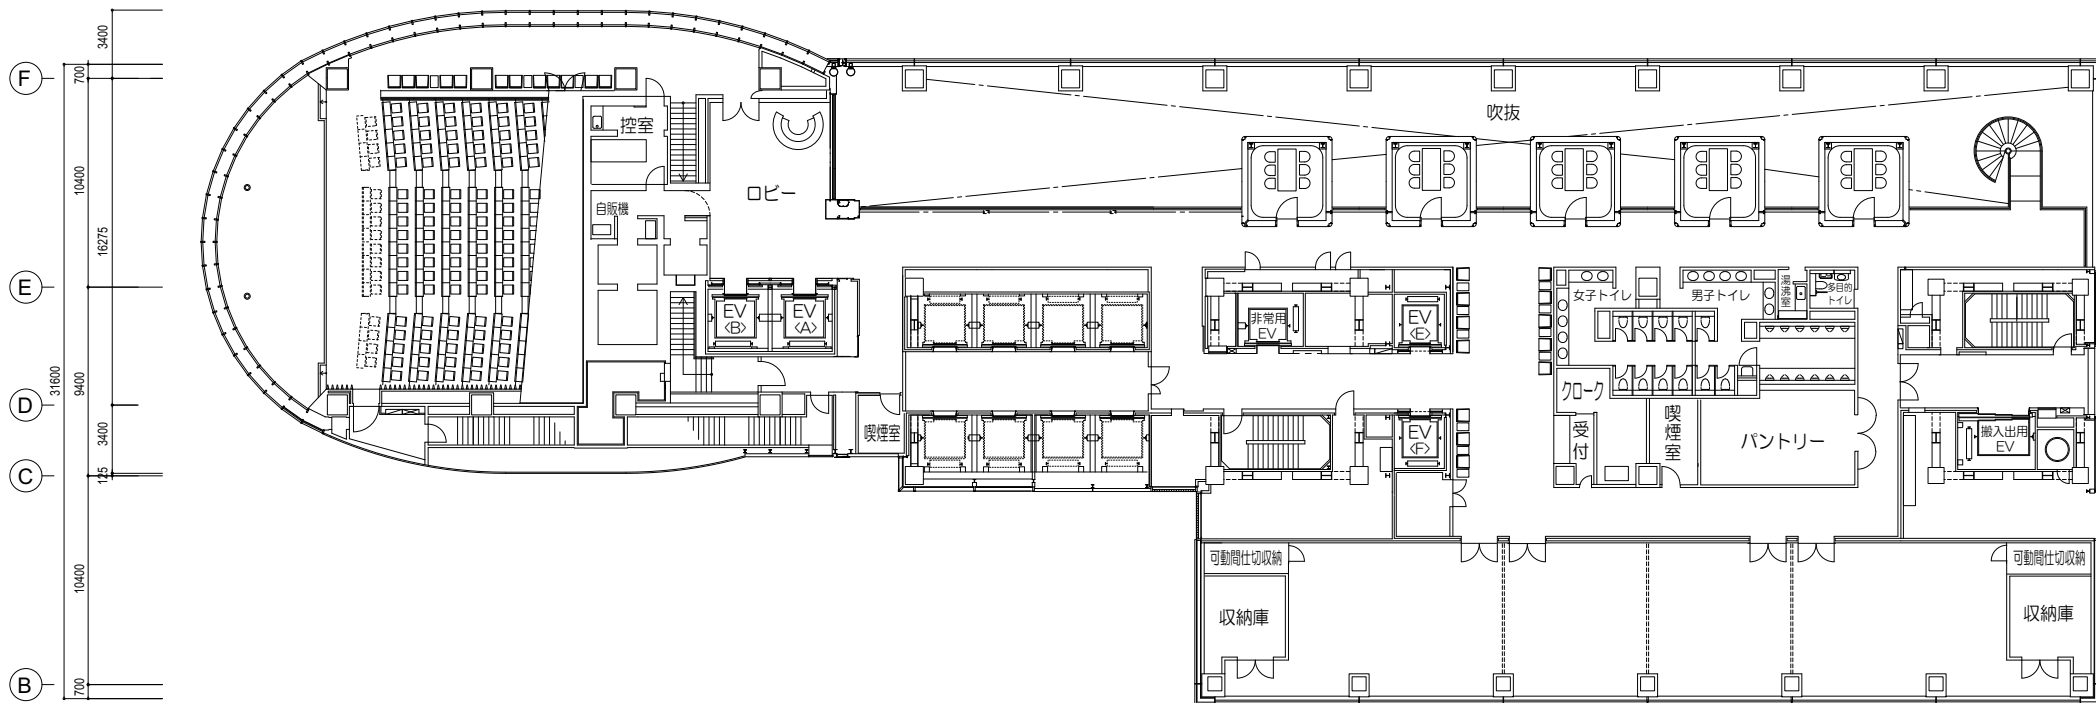 3400
F
700
10400
16275
E
31600
9400
D
3400
C
125
10400
B
700
控室
自販機
ロビー
吹抜
EV
〈B〉
EV
〈A〉
喫煙室
非常用
EV
EV
〈E〉
EV
〈F〉
女子トイレ
男子トイレ
湯沸室
多目的
トイレ
クローク
受付
喫煙室
パントリー
搬入出用
EV
可動間仕切収納
収納庫
可動間仕切収納
収納庫